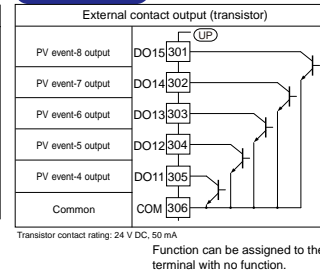 External contact output (transistor)
UP
PV event-8 output DO15 301
PV event-7 output DO14 302
PV event-6 output DO13 303
PV event-5 output DO12 304
PV event-4 output DO11 305
Common COM 306
Transistor contact rating: 24 V DC, 50 mA
Function can be assigned to the
terminal with no function.